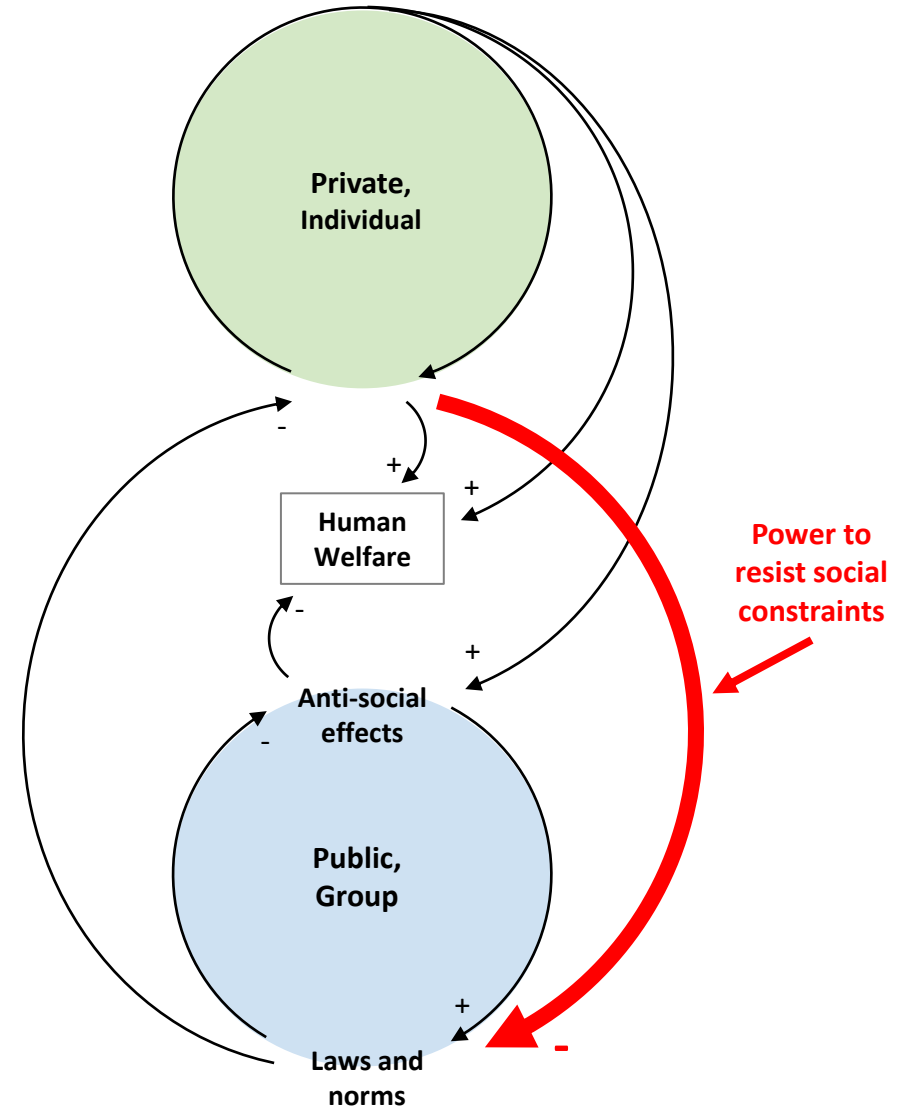 Private,
Individual
-
+
+
Human
Welfare
Power to
resist social
constraints
-
+
Anti-social
effects
-
Public,
Group
+
-
Laws and
norms